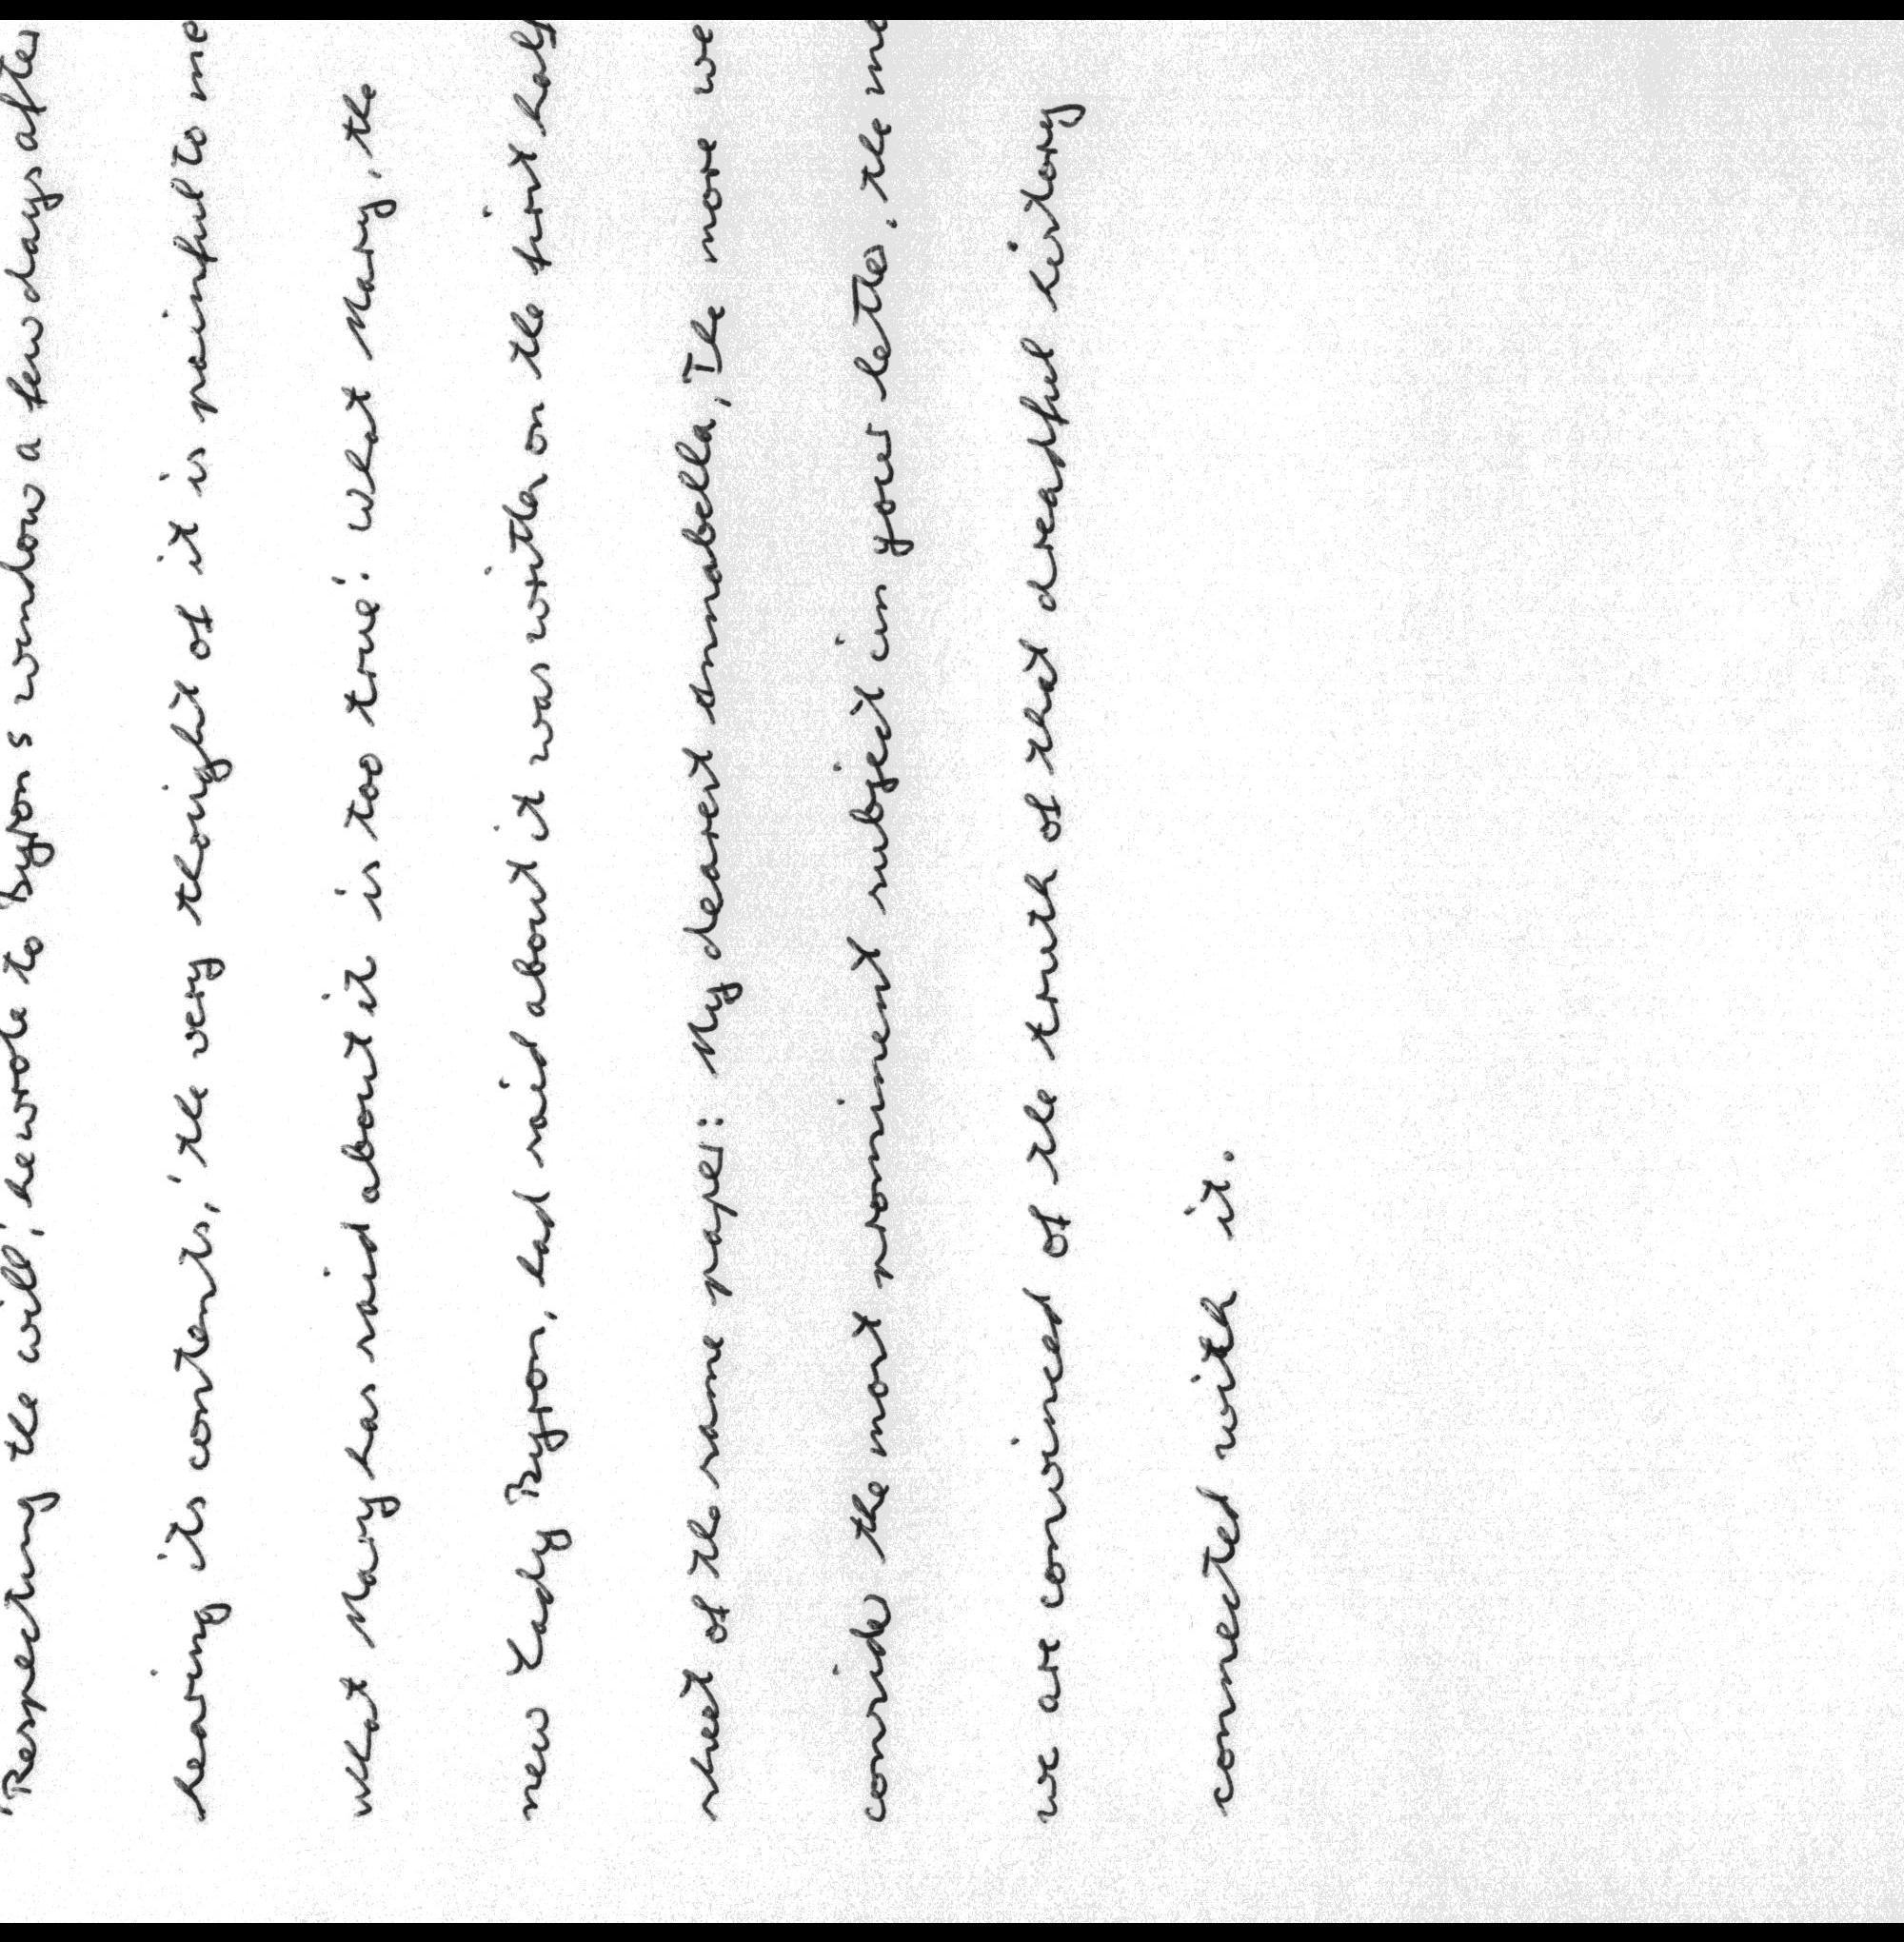 'Respecting the will,' he wrote to Byron s window a few days after
hearing its contents, 'the very thought of it is painful to me
what Mary has said about it is too true'. What Mary, the
new Lady Byron, had said about it was written on the first half
sheet of the same paper: My dearest Annabella, The more we
consider the most prominent subject in your letter, the me
we are convinced of the truth of that dreadful history
connected with it.